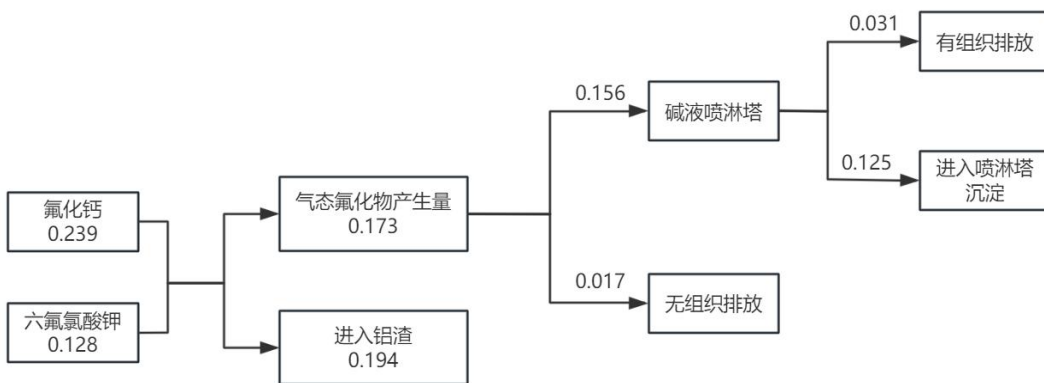 氟化钙
0.239
六氟氯酸钾
0.128
气态氟化物产生量
0.173
进入铝渣
0.194
0.156
碱液喷淋塔
0.017
无组织排放
0.031
有组织排放
0.125
进入喷淋塔
沉淀